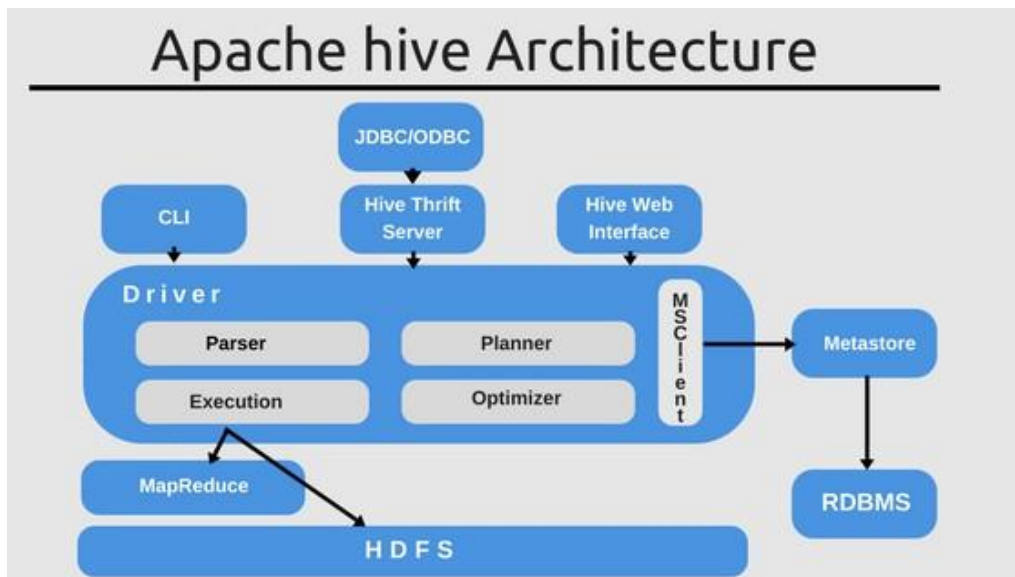 Apache hive Architecture
JDBC/ODBC
CLI
Hive Thrift
Server
Hive Web
Interface
Driver
Parser
Planner
Execution
Optimizer
MSClient
Metastore
MapReduce
RDBMS
HDFS